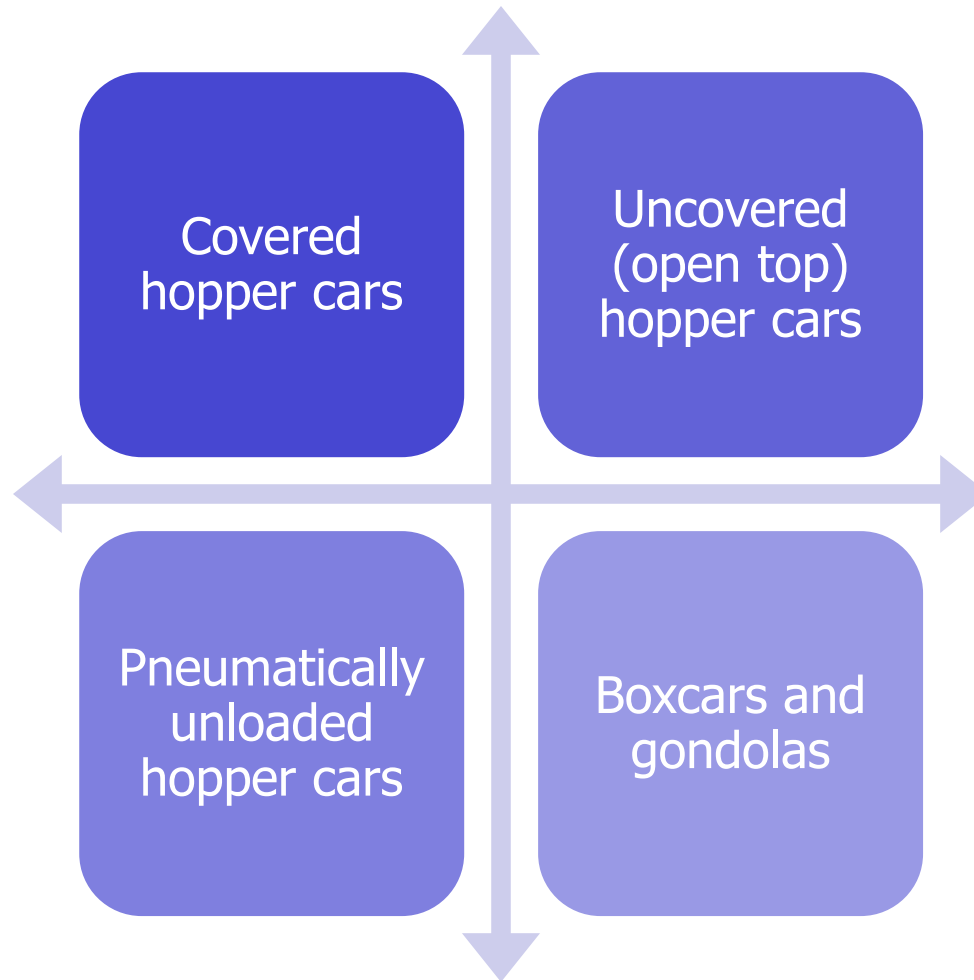 Covered
hopper cars
Uncovered
(open top)
hopper cars
Pneumatically
unloaded
hopper cars
Boxcars and
gondolas